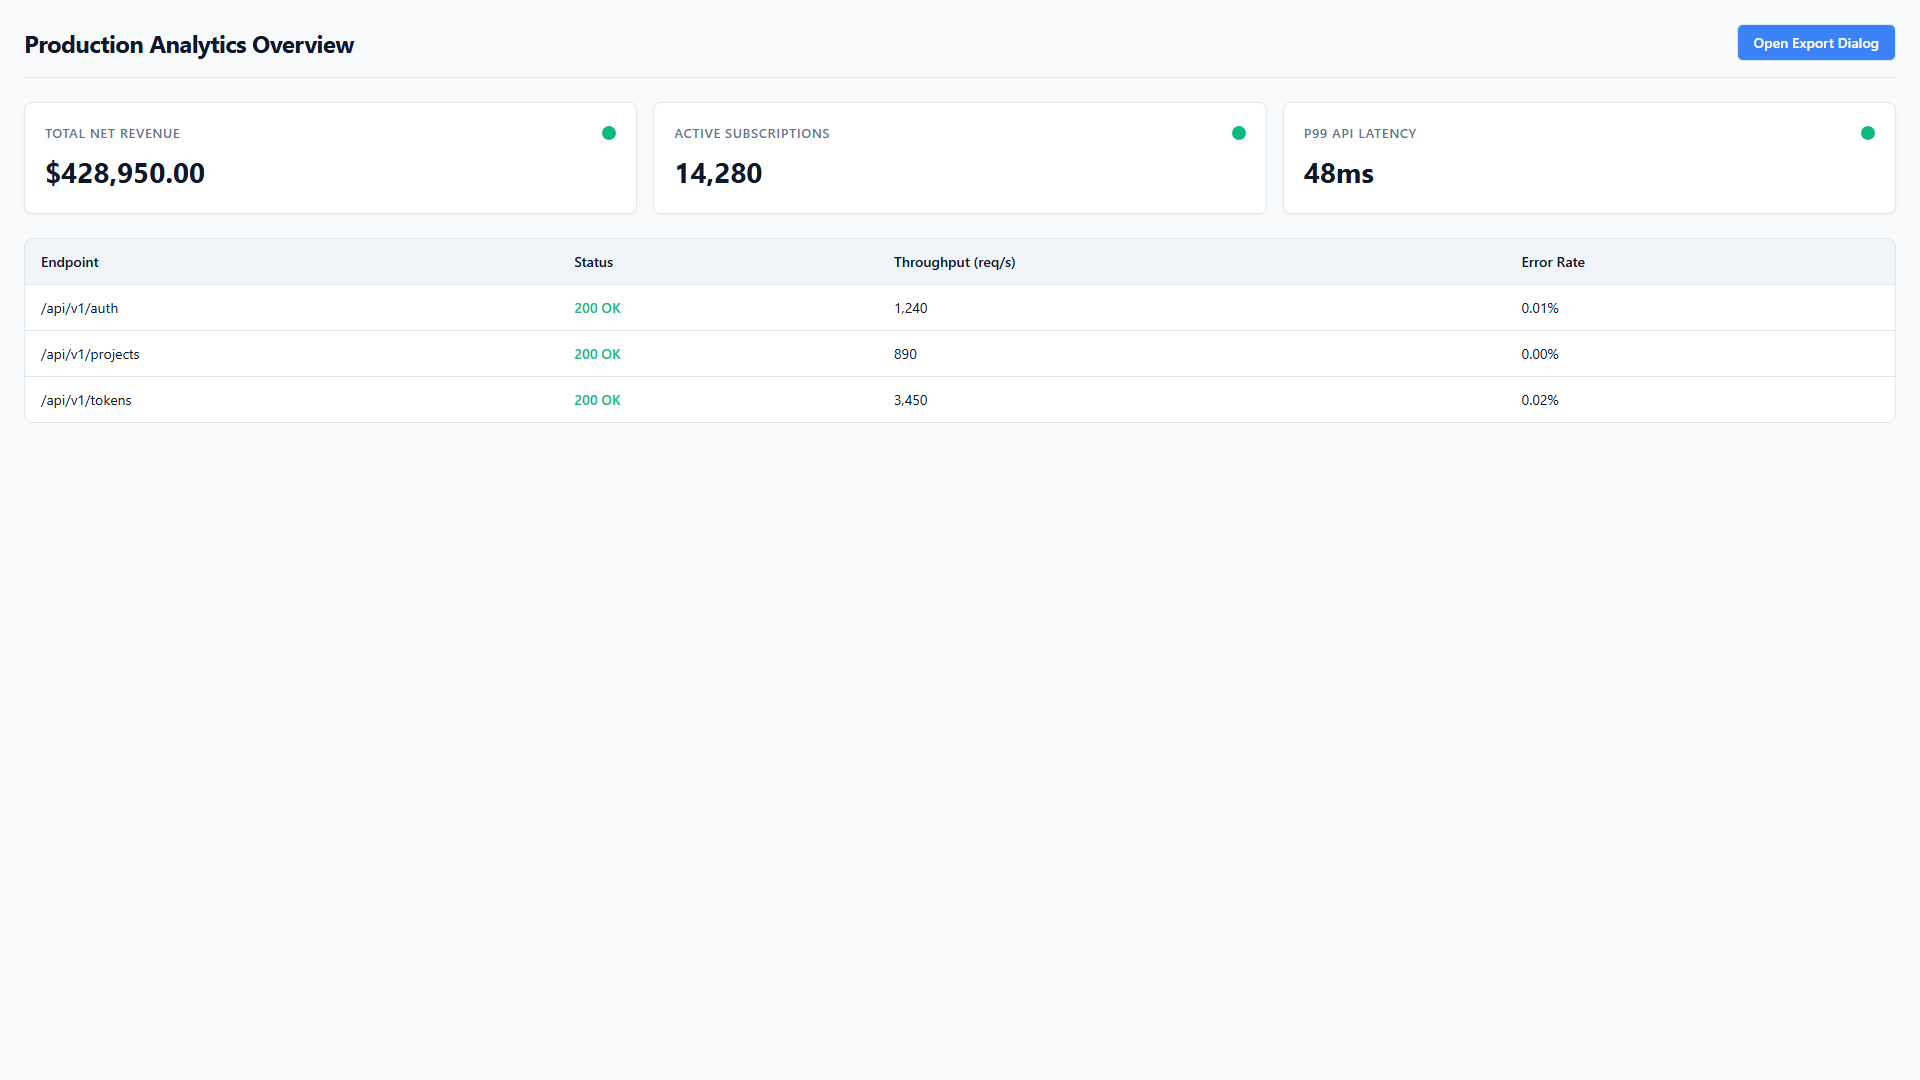 Production Analytics Overview
Open Export Dialog
TOTAL NET REVENUE
$428,950.00
ACTIVE SUBSCRIPTIONS
14,280
P99 API LATENCY
48ms
Endpoint Status Throughput (req/s) Error Rate
/api/v1/auth 200 OK 1,240 0.01%
/api/v1/projects 200 OK 890 0.00%
/api/v1/tokens 200 OK 3,450 0.02%